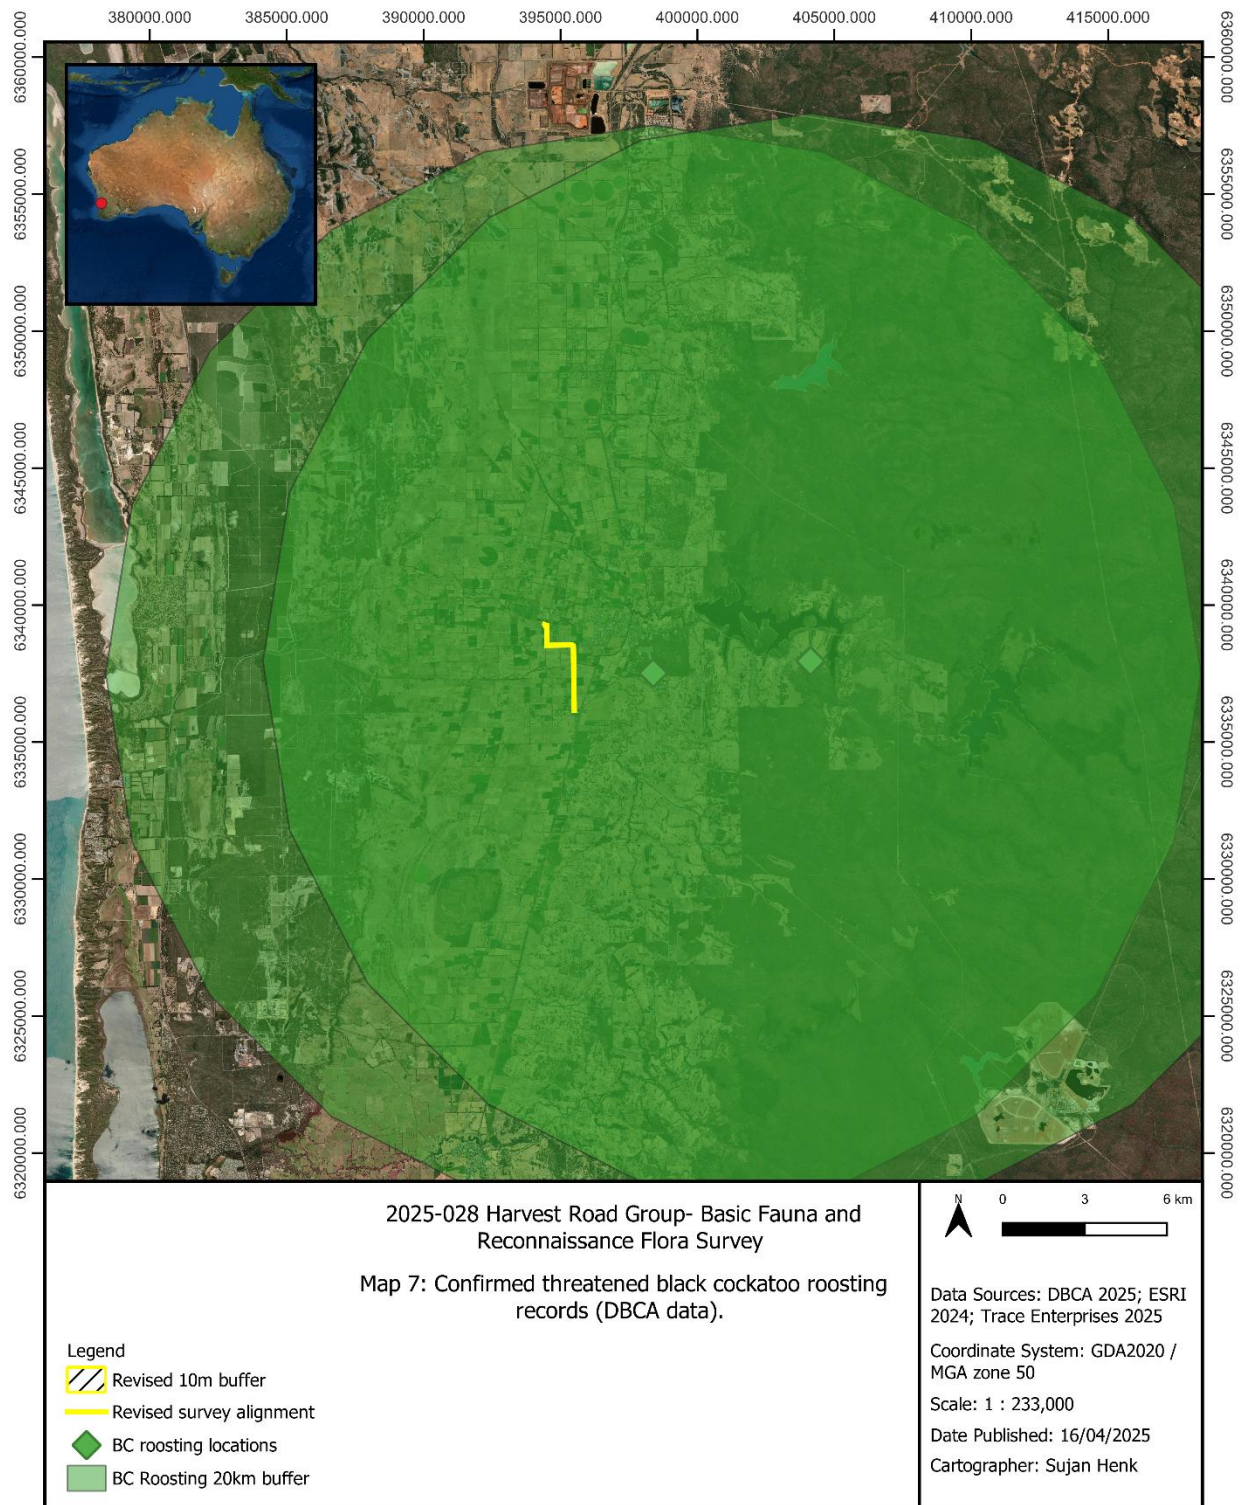 380000.000 385000.000 390000.000 395000.000 400000.000 405000.000 410000.000 415000.000
6360000.000 6360000.000
6355000.000 6355000.000
6350000.000 6350000.000
6345000.000 6345000.000
6340000.000 6340000.000
6335000.000 6335000.000
6330000.000 6330000.000
6325000.000 6325000.000
6320000.000 6320000.000
2025-028 Harvest Road Group- Basic Fauna and
Reconnaissance Flora Survey
Map 7: Confirmed threatened black cockatoo roosting
records (DBCA data).
Legend
Revised 10m buffer
Revised survey alignment
BC roosting locations
BC Roosting 20km buffer
N
0 3 6 km
Data Sources: DBCA 2025; ESRI
2024; Trace Enterprises 2025
Coordinate System: GDA2020 /
MGA zone 50
Scale: 1 : 233,000
Date Published: 16/04/2025
Cartographer: Sujan Henk